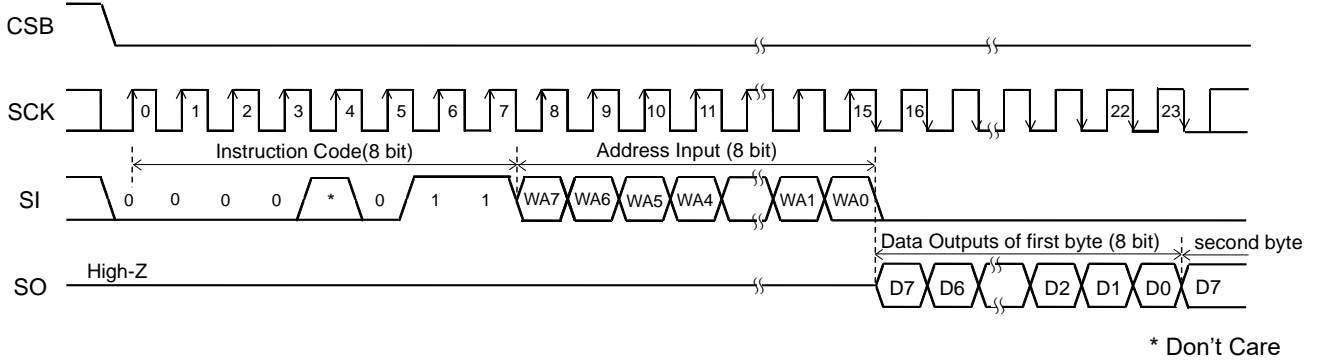 CSB
SCK 0 1 2 3 4 5 6 7 8 9 10 11 15 16 22 23
Instruction Code(8 bit) Address Input (8 bit)
SI 0 0 0 0 * 0 1 1 WA7 WA6 WA5 WA4 WA1 WA0
Data Outputs of first byte (8 bit) second byte
High-Z
SO D7 D6 D2 D1 D0 D7
* Don't Care